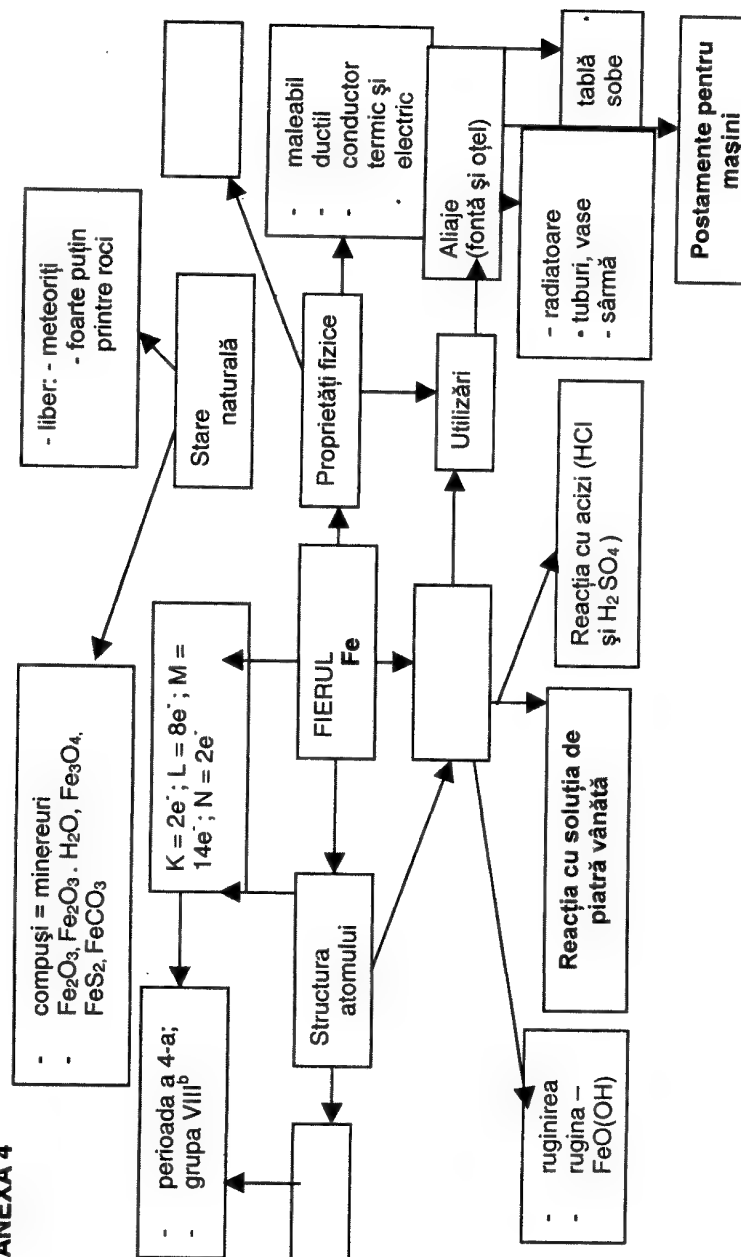 ANEXA 4
- compuși = minereuri
- Fe₂O₃, Fe₂O₃ . H₂O, Fe₃O₄,
FeS₂, FeCO₃
- liber: - meteoriți
- foarte puțin
printre roci
Stare
naturală
- perioada a 4-a;
- grupa VIIIᵇ
K = 2e⁻; L = 8e⁻; M =
14e⁻; N = 2e⁻
Structura
atomului
FIERUL
Fe
Proprietăți fizice
- maleabil
- ductil
- conductor
termic și
electric
Utilizări
Aliaje
(fontă și oțel)
- ruginirea
- rugina –
FeO(OH)
Reacția cu soluția de
piatră vânătă
Reacția cu acizi (HCl
și H₂ SO₄)
- radiatoare
• tuburi, vase
- sârmă
tablă
sobe
Postamente pentru
mașini